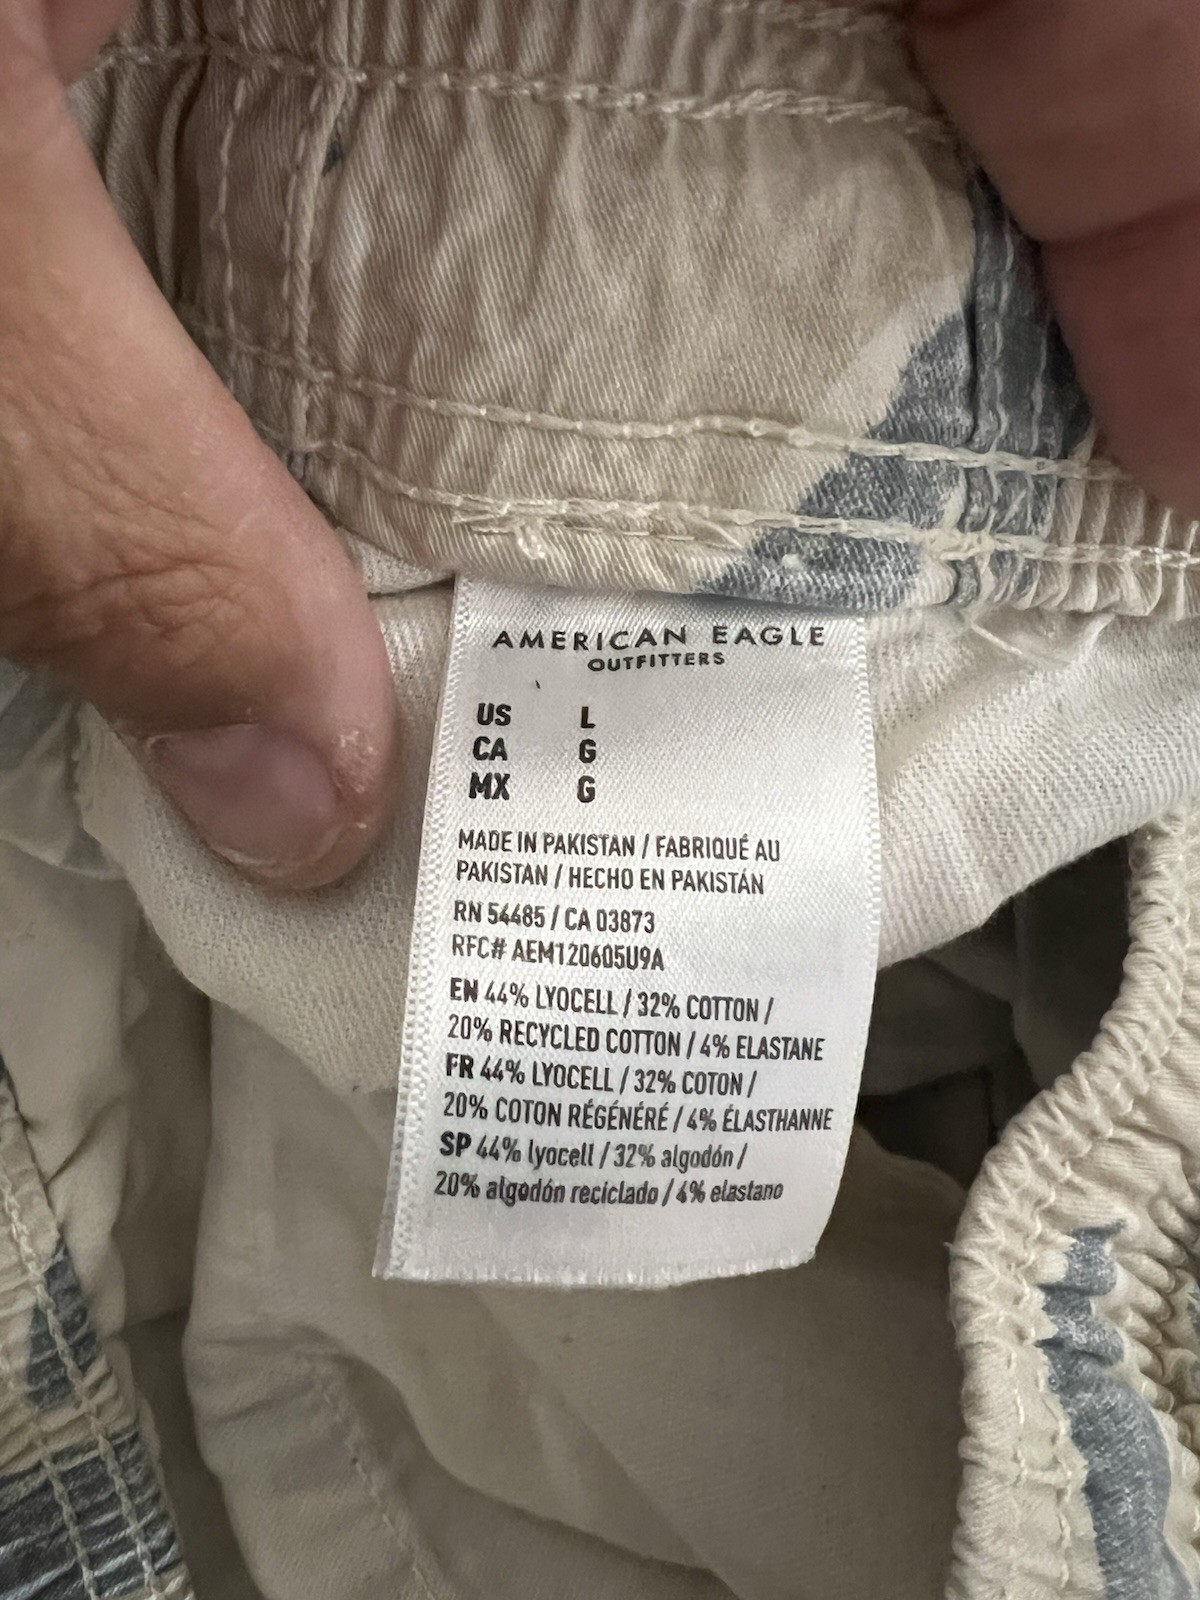 AMERICAN EAGLE
OUTFITTERS
US L
CA G
MX G
MADE IN PAKISTAN / FABRIQUÉ AU
PAKISTAN / HECHO EN PAKISTÁN
RN 54485 / CA 03873
RFC# AEM120605U9A
EN 44% LYOCELL / 32% COTTON /
20% RECYCLED COTTON / 4% ELASTANE
FR 44% LYOCELL / 32% COTON /
20% COTON RÉGÉNÉRÉ / 4% ÉLASTHANNE
SP 44% lyocell / 32% algodón /
20% algodón reciclado / 4% elastano